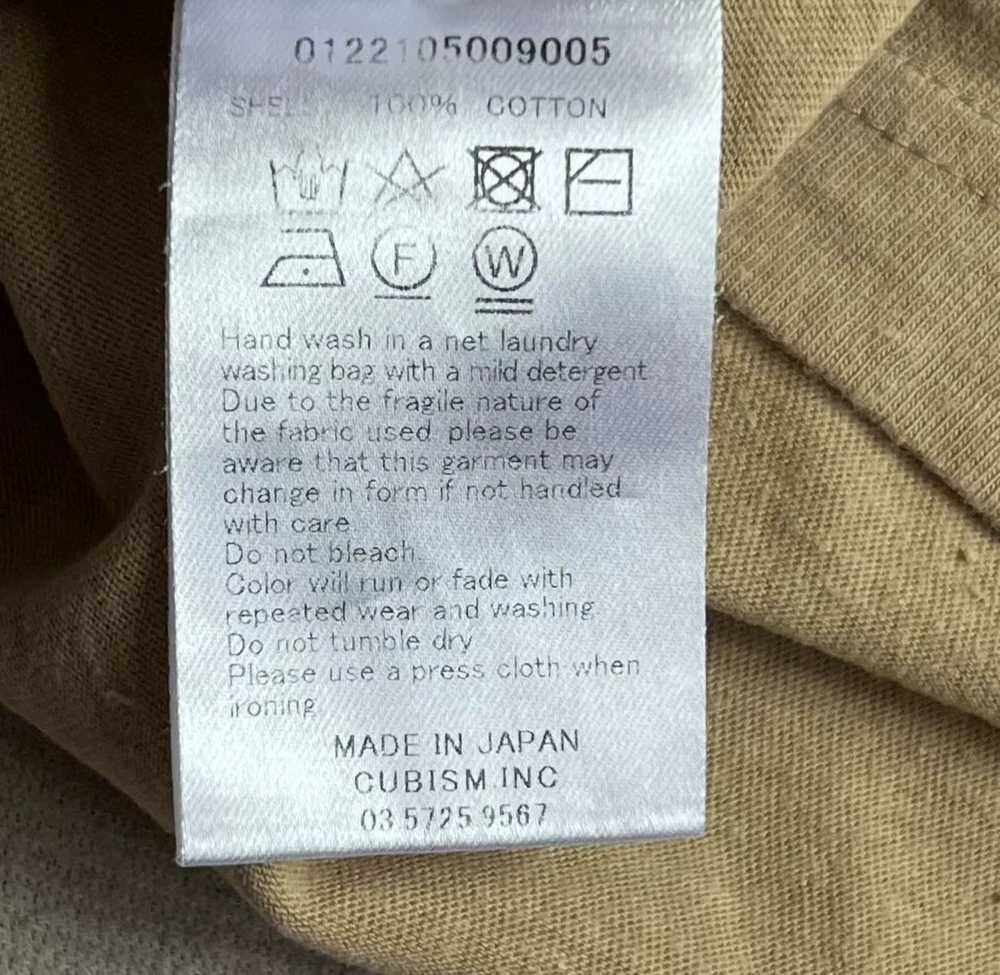 0122105009005
SHELL 100% COTTON
F W
Hand wash in a net laundry
washing bag with a mild detergent
Due to the fragile nature of
the fabric used please be
aware that this garment may
change in form if not handled
with care
Do not bleach.
Color will run or fade with
repeated wear and washing
Do not tumble dry
Please use a press cloth when
ironing
MADE IN JAPAN
CUBISM.INC
03 5725 9567